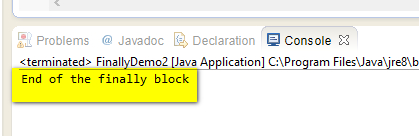 Problems @ Javadoc Declaration Console
<terminated> FinallyDemo2 [Java Application] C:\Program Files\Java\jre8\b
End of the finally block